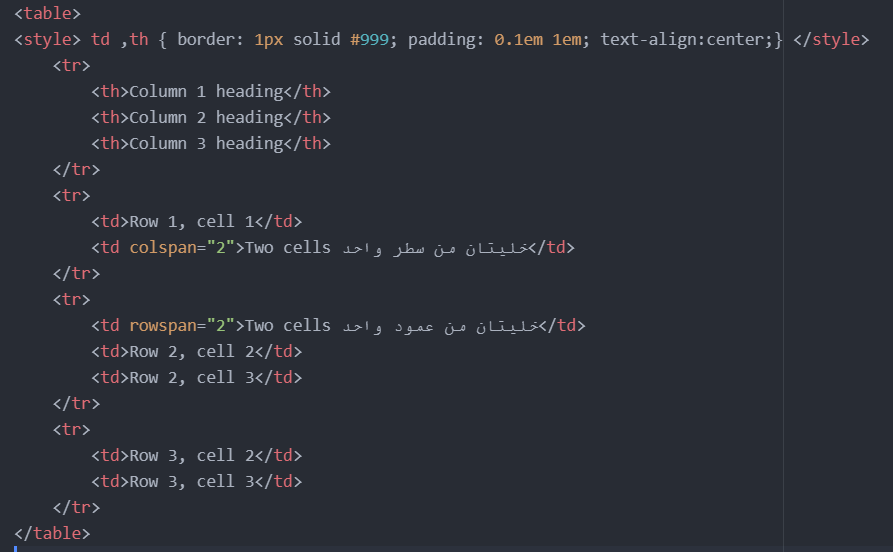 <table>
<style> td ,th { border: 1px solid #999; padding: 0.1em 1em; text-align:center;} </style>
<tr>
<th>Column 1 heading</th>
<th>Column 2 heading</th>
<th>Column 3 heading</th>
</tr>
<tr>
<td>Row 1, cell 1</td>
<td colspan="2">Two cells خليتان من سطر واحد</td>
</tr>
<tr>
<td rowspan="2">Two cells خليتان من عمود واحد</td>
<td>Row 2, cell 2</td>
<td>Row 2, cell 3</td>
</tr>
<tr>
<td>Row 3, cell 2</td>
<td>Row 3, cell 3</td>
</tr>
</table>